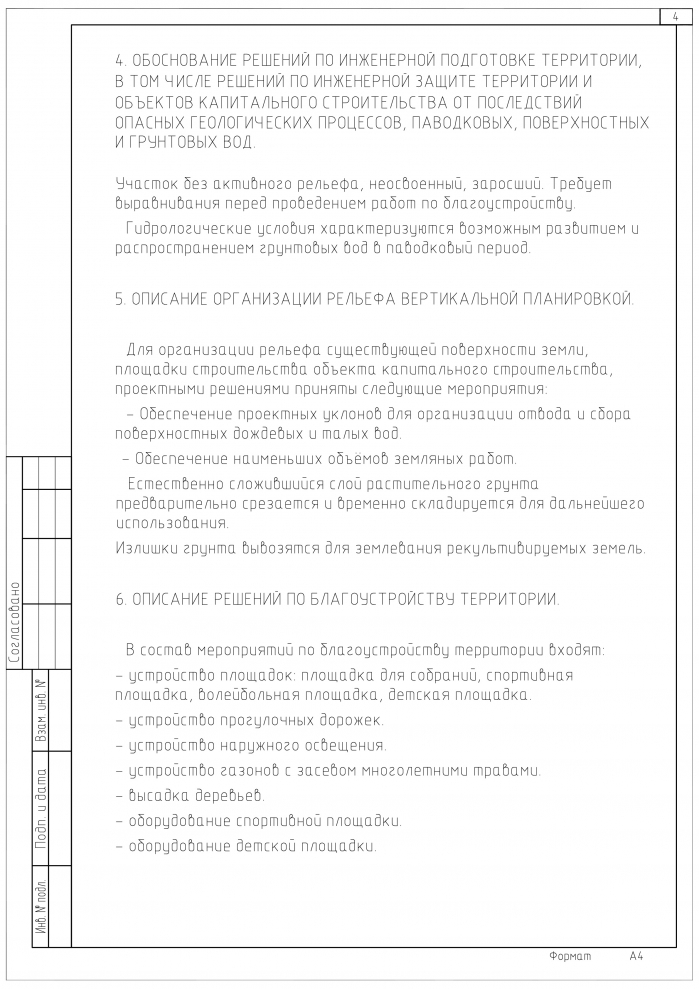 4
4. ОБОСНОВАНИЕ РЕШЕНИЙ ПО ИНЖЕНЕРНОЙ ПОДГОТОВКЕ ТЕРРИТОРИИ,
В ТОМ ЧИСЛЕ РЕШЕНИЙ ПО ИНЖЕНЕРНОЙ ЗАЩИТЕ ТЕРРИТОРИИ И
ОБЪЕКТОВ КАПИТАЛЬНОГО СТРОИТЕЛЬСТВА ОТ ПОСЛЕДСТВИЙ
ОПАСНЫХ ГЕОЛОГИЧЕСКИХ ПРОЦЕССОВ, ПАВОДКОВЫХ, ПОВЕРХНОСТНЫХ
И ГРУНТОВЫХ ВОД.
Участок без активного рельефа, неосвоенный, заросший. Требует
выравнивания перед проведением работ по благоустройству.
Гидрологические условия характеризуются возможным развитием и
распространением грунтовых вод в паводковый период.
5. ОПИСАНИЕ ОРГАНИЗАЦИИ РЕЛЬЕФА ВЕРТИКАЛЬНОЙ ПЛАНИРОВКОЙ.
Для организации рельефа существующей поверхности земли,
площадки строительства объекта капитального строительства,
проектными решениями приняты следующие мероприятия:
– Обеспечение проектных уклонов для организации отвода и сбора
поверхностных дождевых и талых вод.
– Обеспечение наименьших объёмов земляных работ.
Естественно сложившийся слой растительного грунта
предварительно срезается и временно складируется для дальнейшего
использования.
Излишки грунта вывозятся для землевания рекультивируемых земель.
6. ОПИСАНИЕ РЕШЕНИЙ ПО БЛАГОУСТРОЙСТВУ ТЕРРИТОРИИ.
В состав мероприятий по благоустройству территории входят:
– устройство площадок: площадка для собраний, спортивная
площадка, волейбольная площадка, детская площадка.
– устройство прогулочных дорожек.
– устройство наружного освещения.
– устройство газонов с засевом многолетними травами.
– высадка деревьев.
– оборудование спортивной площадки.
– оборудование детской площадки.
Согласовано
Взам. инв. №
Подп. и дата
Инв. № подл.
Формат А4